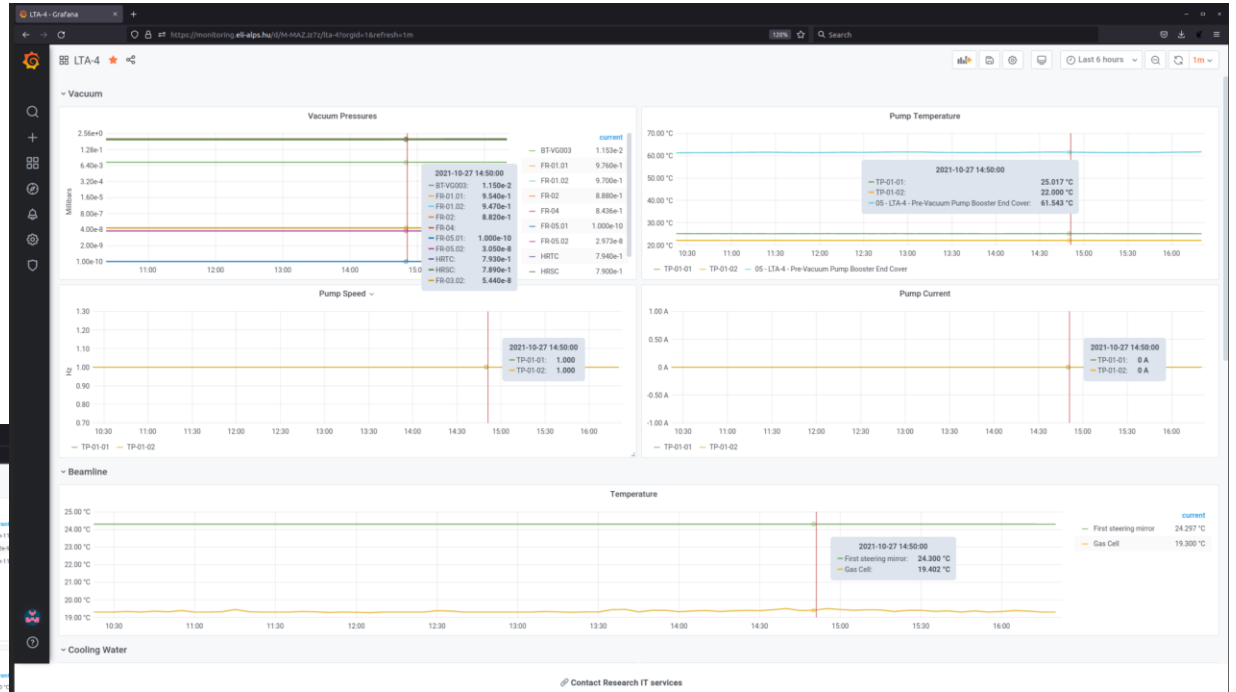 LTA-4 - Grafana × +
https://monitoring.eli-alps.hu/d/M-MAZJz7z/lta-4?orgId=1&refresh=1m 120% Search
LTA-4 Last 6 hours 1m
Vacuum
Vacuum Pressures
Millibars
2.56e+0
1.28e-1
6.40e-3
3.20e-4
1.60e-5
8.00e-7
4.00e-8
2.00e-9
1.00e-10
11:00 12:00 13:00 14:00 15:0
2021-10-27 14:50:00
BT-VG003: 1.150e-2
FR-01.01: 9.540e-1
FR-01.02: 9.470e-1
FR-02: 8.820e-1
FR-04:
FR-05.01: 1.000e-10
FR-05.02: 3.050e-8
HRTC: 7.930e-1
HRSC: 7.890e-1
FR-03.02: 5.440e-8
current
BT-VG003 1.153e-2
FR-01.01 9.760e-1
FR-01.02 9.700e-1
FR-02 8.880e-1
FR-04 8.436e-1
FR-05.01 1.000e-10
FR-05.02 2.973e-8
HRTC 7.940e-1
HRSC 7.900e-1
Pump Temperature
70.00 °C
60.00 °C
50.00 °C
40.00 °C
30.00 °C
20.00 °C
10:30 11:00 11:30 12:00 12:30 13:00 13:30 14:00 14:30 15:00 15:30 16:00
2021-10-27 14:50:00
TP-01-01: 25.017 °C
TP-01-02: 22.000 °C
05 - LTA-4 - Pre-Vacuum Pump Booster End Cover: 61.543 °C
TP-01-01 TP-01-02 05 - LTA-4 - Pre-Vacuum Pump Booster End Cover
Pump Speed
Hz
1.30
1.20
1.10
1.00
0.90
0.80
0.70
10:30 11:00 11:30 12:00 12:30 13:00 13:30 14:00 14:30 15:00 15:30 16:00
2021-10-27 14:50:00
TP-01-01: 1.000
TP-01-02: 1.000
TP-01-01 TP-01-02
Pump Current
1.00 A
0.50 A
0 A
-0.50 A
-1.00 A
10:30 11:00 11:30 12:00 12:30 13:00 13:30 14:00 14:30 15:00 15:30 16:00
2021-10-27 14:50:00
TP-01-01: 0 A
TP-01-02: 0 A
TP-01-01 TP-01-02
Beamline
Temperature
25.00 °C
24.00 °C
23.00 °C
22.00 °C
21.00 °C
20.00 °C
19.00 °C
10:30 11:00 11:30 12:00 12:30 13:00 13:30 14:00 14:30 15:00 15:30 16:00
2021-10-27 14:50:00
First steering mirror: 24.300 °C
Gas Cell: 19.402 °C
current
First steering mirror 24.297 °C
Gas Cell 19.300 °C
Cooling Water
Contact Research IT services